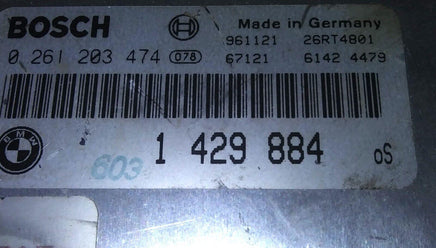 BOSCH Made in Germany
961121 26RT4801
0 261 203 474 078 67121 6142 4479
BMW
603 1 429 884 oS